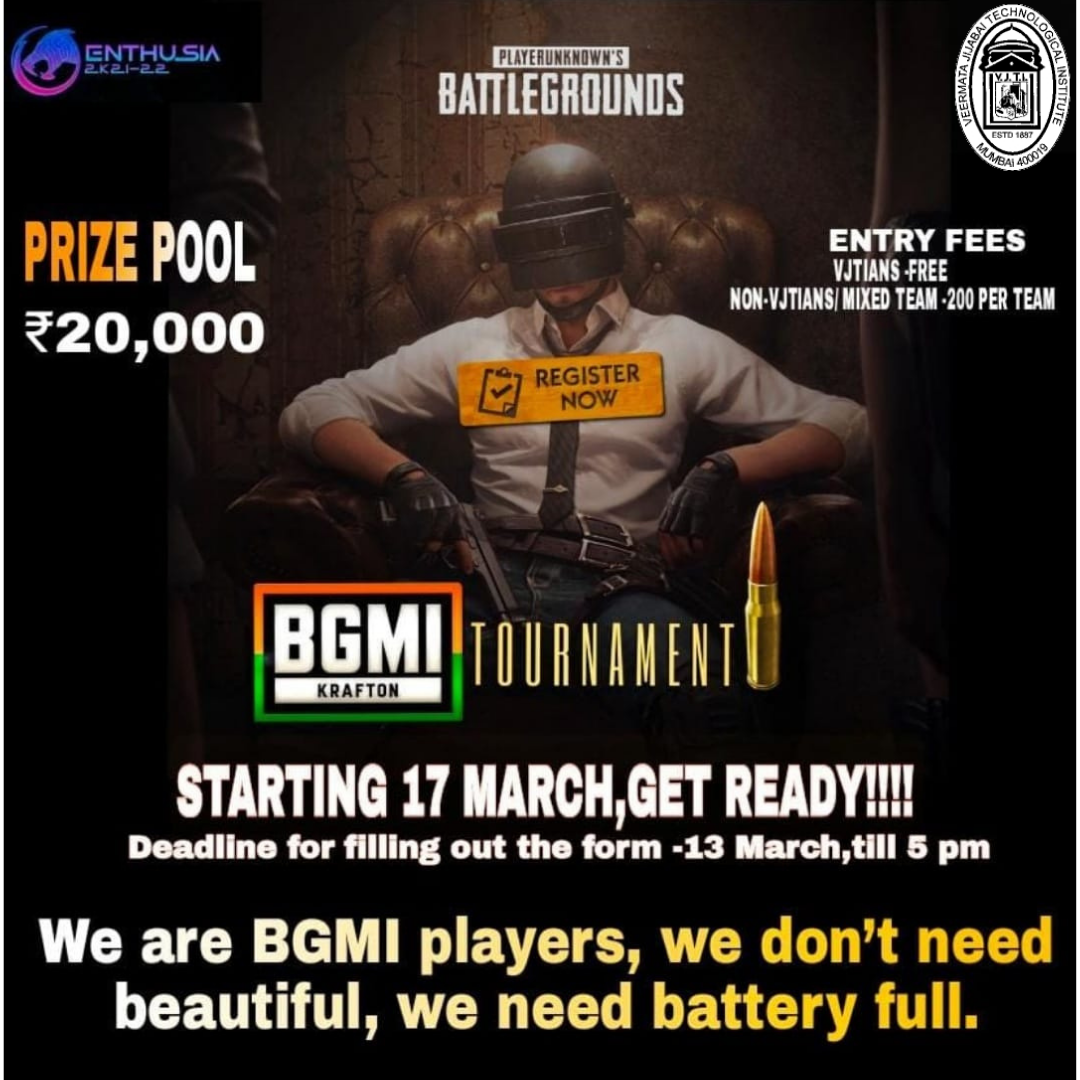 ENTHUSIA
2K21-22
PLAYERUNKNOWN'S
BATTLEGROUNDS
VEERMATA JIJABAI TECHNOLOGICAL INSTITUTE
V.J.T.I.
ESTD 1887
MUMBAI 400019
PRIZE POOL
₹20,000
ENTRY FEES
VJTIANS -FREE
NON-VJTIANS/ MIXED TEAM -200 PER TEAM
REGISTER
NOW
BGMI
KRAFTON
TOURNAMENT
STARTING 17 MARCH,GET READY!!!!
Deadline for filling out the form -13 March,till 5 pm
We are BGMI players, we don't need
beautiful, we need battery full.